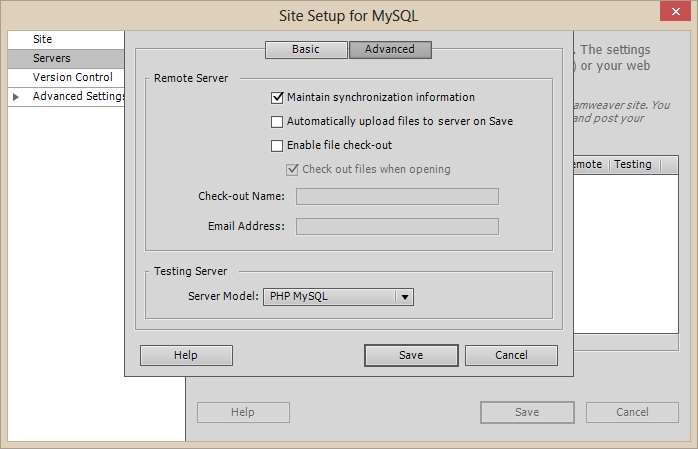 Site Setup for MySQL
Site
Servers
Version Control
Advanced Settings
Basic
Advanced
. The settings
) or your web
Remote Server
Maintain synchronization information
Automatically upload files to server on Save
Enable file check-out
Check out files when opening
Check-out Name:
Email Address:
Testing Server
Server Model:
PHP MySQL
Help
Save
Cancel
amweaver site. You
and post your
emote
Testing
Help
Save
Cancel